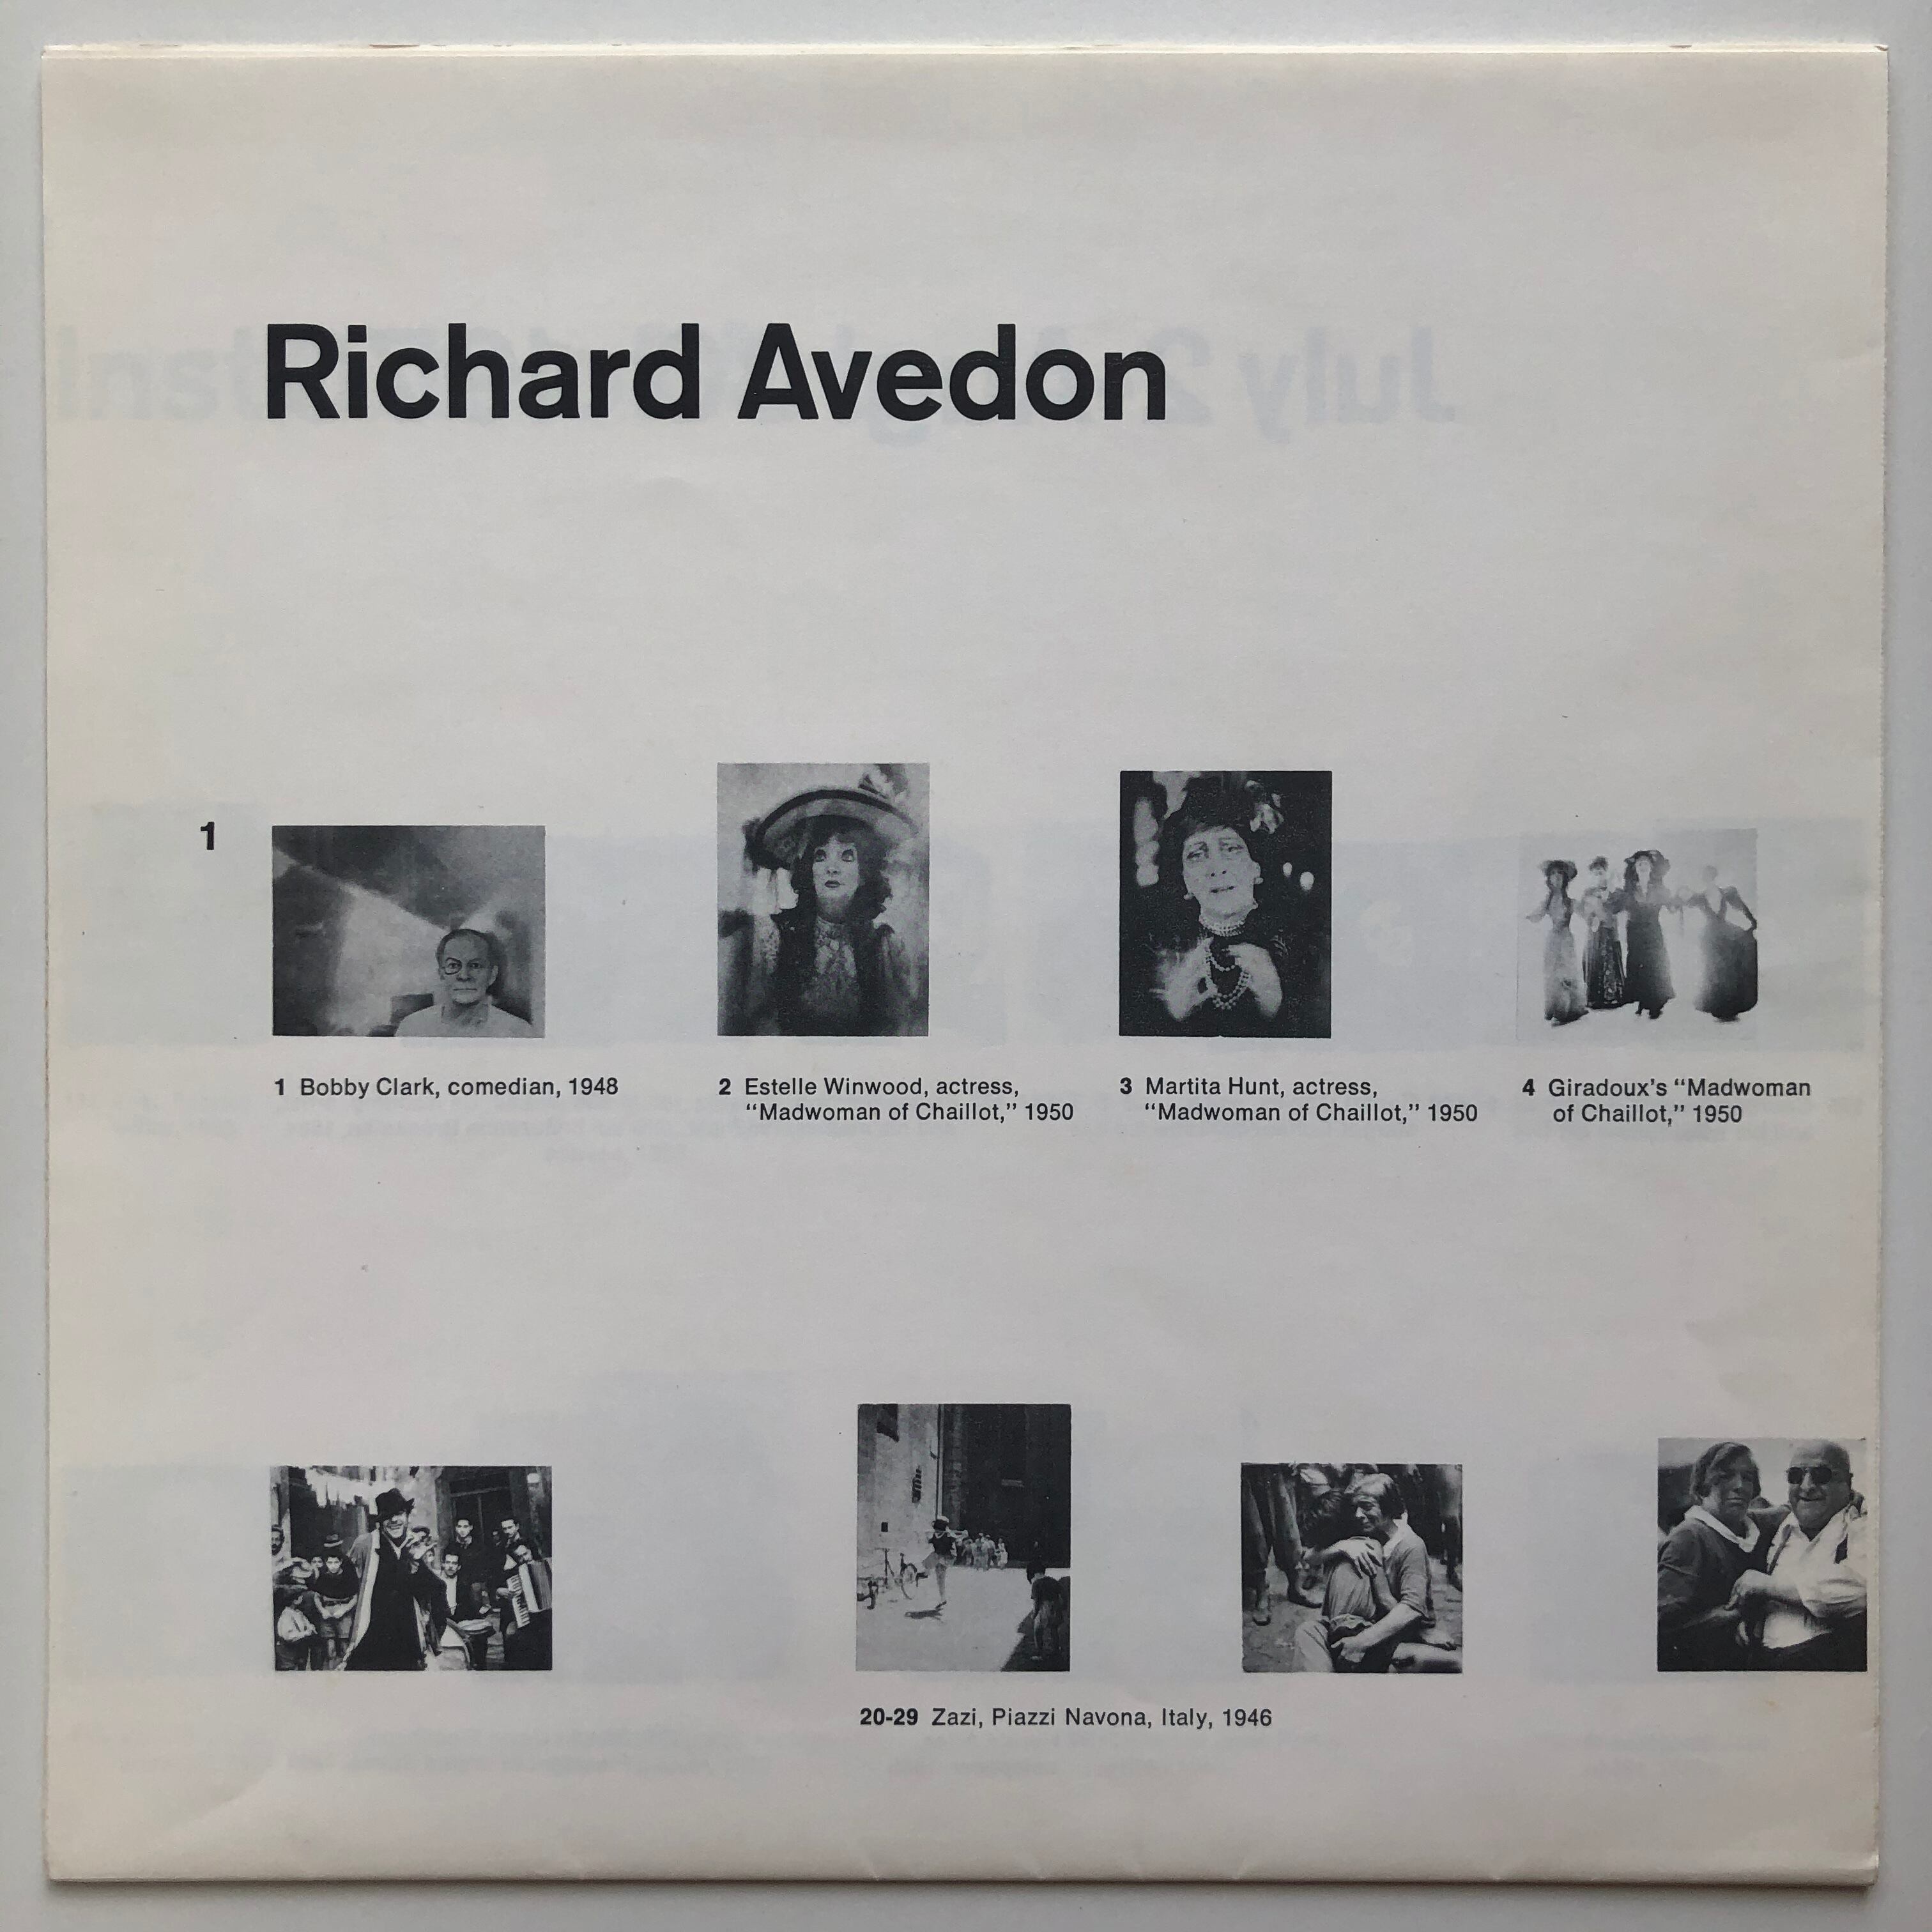 Richard Avedon
1
1 Bobby Clark, comedian, 1948
2 Estelle Winwood, actress,
“Madwoman of Chaillot,” 1950
3 Martita Hunt, actress,
“Madwoman of Chaillot,” 1950
4 Giradoux’s “Madwoman
of Chaillot,” 1950
20-29 Zazi, Piazzi Navona, Italy, 1946